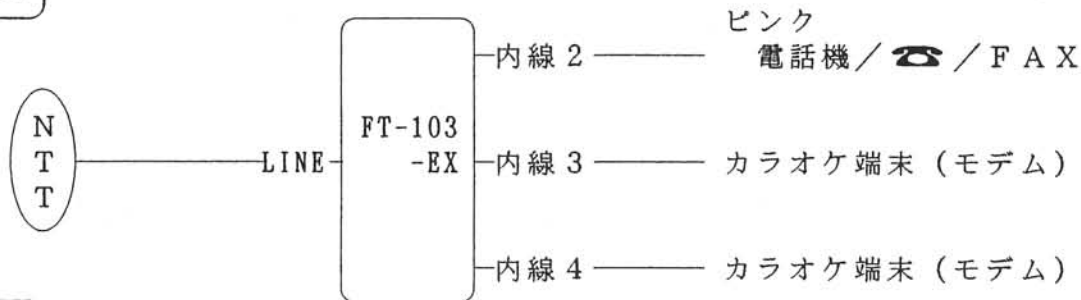 ピンク
内線2 電話機/☎/FAX
NTT LINE FT-103
-EX 内線3 カラオケ端末(モデム)
内線4 カラオケ端末(モデム)